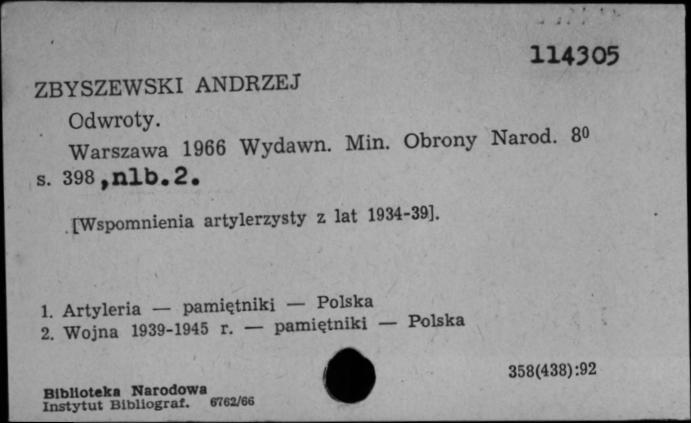 114305
ZBYSZEWSKI ANDRZEJ
Odwroty.
Warszawa 1966 Wydawn. Min. Obrony Narod. 8⁰
s. 398 ,nlb.2.
[Wspomnienia artylerzysty z lat 1934-39].
1. Artyleria — pamiętniki — Polska
2. Wojna 1939-1945 r. — pamiętniki — Polska
358(438):92
Biblioteka Narodowa
Instytut Bibliograf. 6762/66